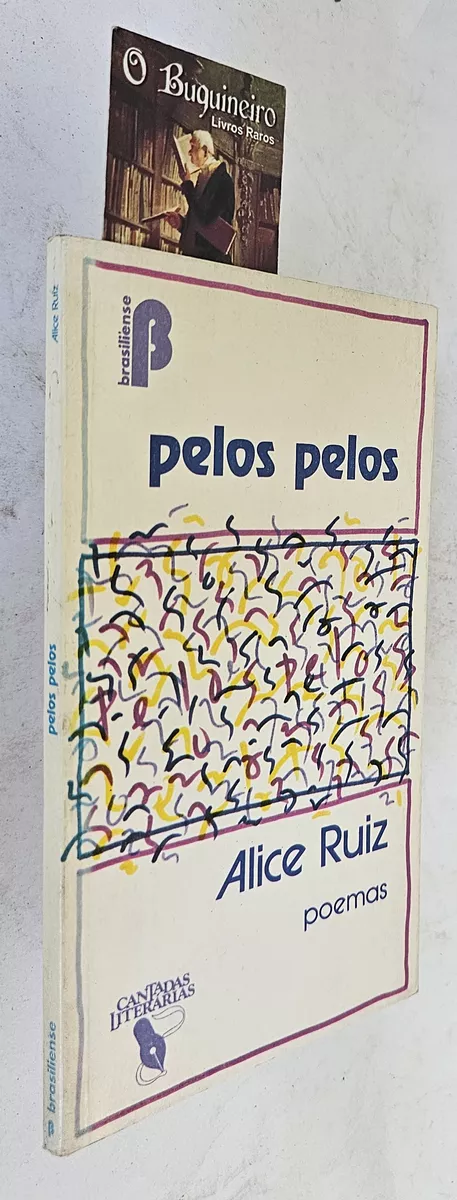 O Buquineiro
Livros Raros
brasiliense
pelos pelos
Alice Ruiz
poemas
CANTADAS
LITERÁRIAS
Alice Ruiz
pelos pelos
brasiliense